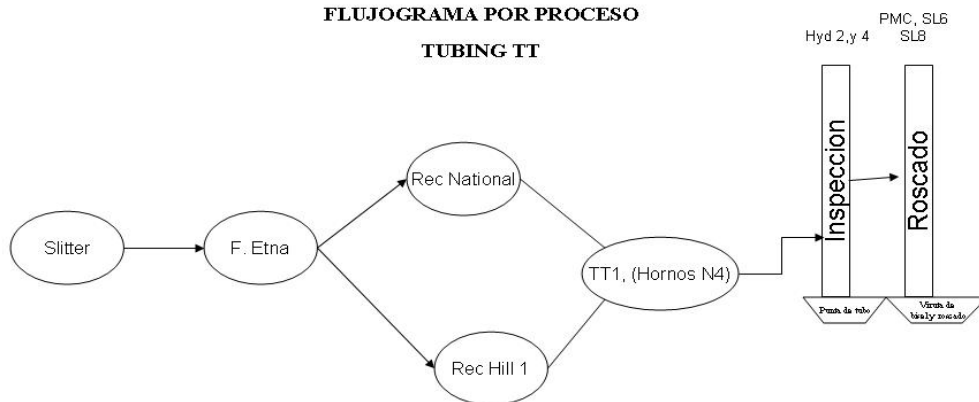 FLUJOGRAMA POR PROCESO
TUBING TT
Hyd 2,y 4
PMC, SL6
SL8
Slitter
F. Etna
Rec National
Rec Hill 1
TT1, (Hornos N4)
Inspeccion
Roscado
Punta de tubo
Viruta de
bisel y roscado